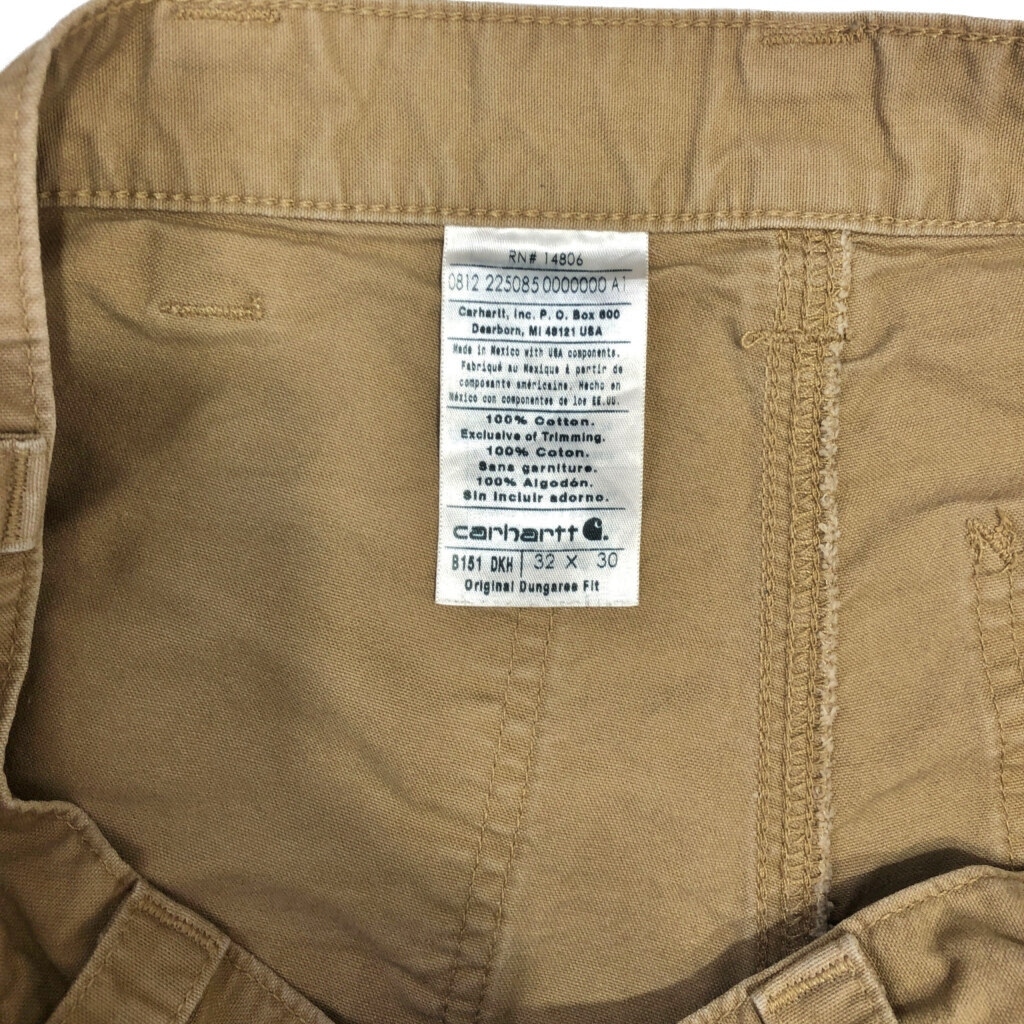 RN# 14806
0812 225085 0000000 A1
Carhartt, Inc. P. O. Box 600
Dearborn, MI 48121 USA
Made in Mexico with USA components.
Fabriqué au Mexique à partir de
composants américains. Hecho en
México con componentes de los EE.UU.
100% Cotton.
Exclusive of Trimming.
100% Coton.
Sans garniture.
100% Algodón.
Sin incluir adorno.
carhartt
B151 DKH 32 X 30
Original Dungaree Fit